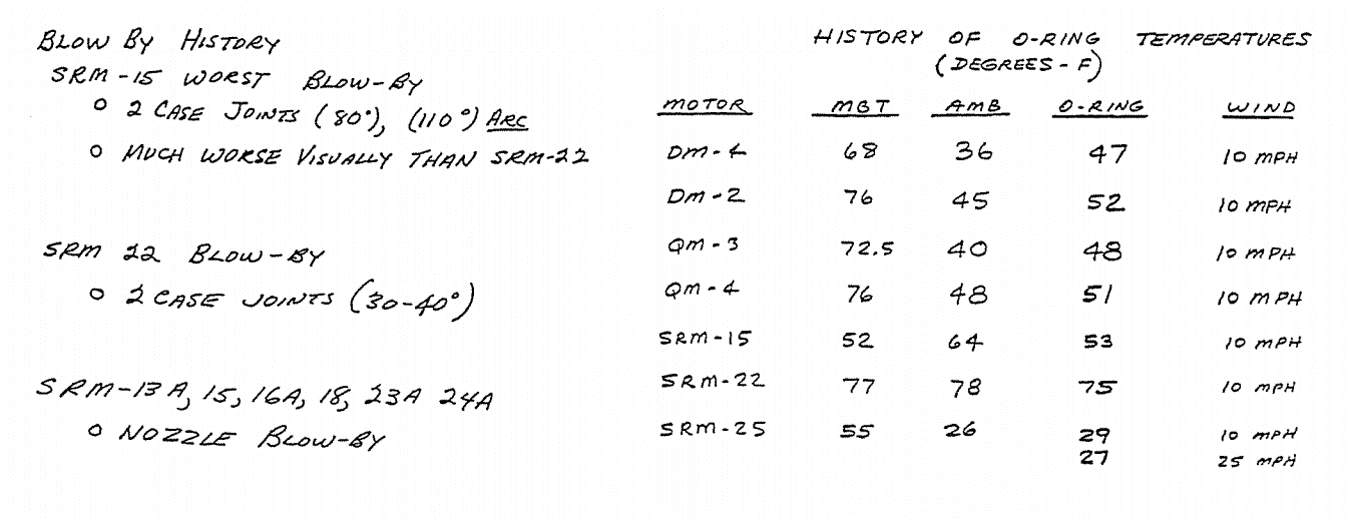 BLOW BY HISTORY
SRM-15 WORST BLOW-BY
o 2 CASE JOINTS (80°), (110°) ARC
o MUCH WORSE VISUALLY THAN SRM-22
SRM 22 BLOW-BY
o 2 CASE JOINTS (30-40°)
SRM-13A, 15, 16A, 18, 23A 24A
o NOZZLE BLOW-BY
HISTORY OF O-RING TEMPERATURES
(DEGREES-F)
MOTOR MBT AMB O-RING WIND
DM-4 68 36 47 10 MPH
DM-2 76 45 52 10 MPH
QM-3 72.5 40 48 10 MPH
QM-4 76 48 51 10 MPH
SRM-15 52 64 53 10 MPH
SRM-22 77 78 75 10 MPH
SRM-25 55 26 29 10 MPH
27 25 MPH